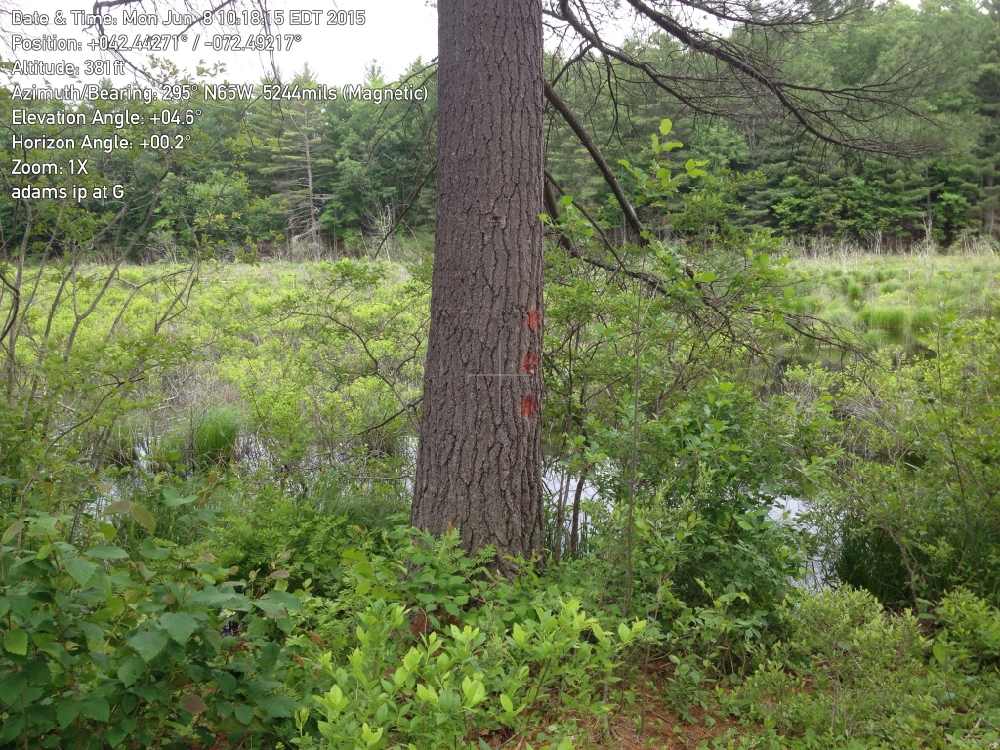 Date & Time: Mon Jun  8 10:18:15 EDT 2015
Position: +042.44271° / -072.49217°
Altitude: 381ft
Azimuth/Bearing: 295° N65W 5244mils (Magnetic)
Elevation Angle: +04.6°
Horizon Angle: +00.2°
Zoom: 1X
adams ip at G